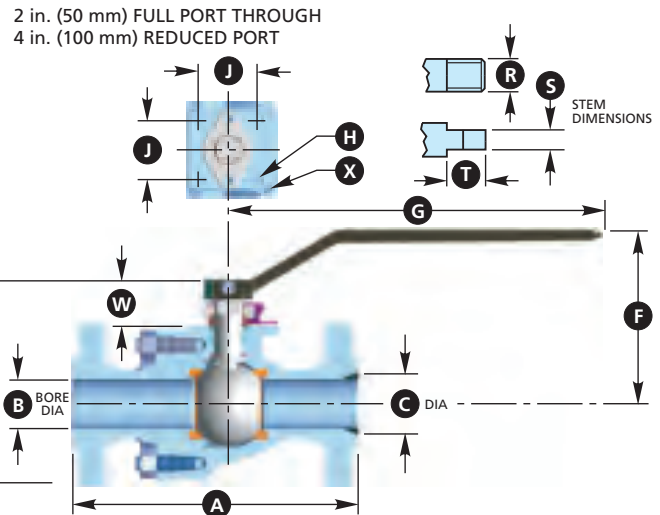 2 in. (50 mm) FULL PORT THROUGH
4 in. (100 mm) REDUCED PORT
J
R
S
STEM
DIMENSIONS
J
H
X
T
G
W
F
B
BORE
DIA
C
DIA
A